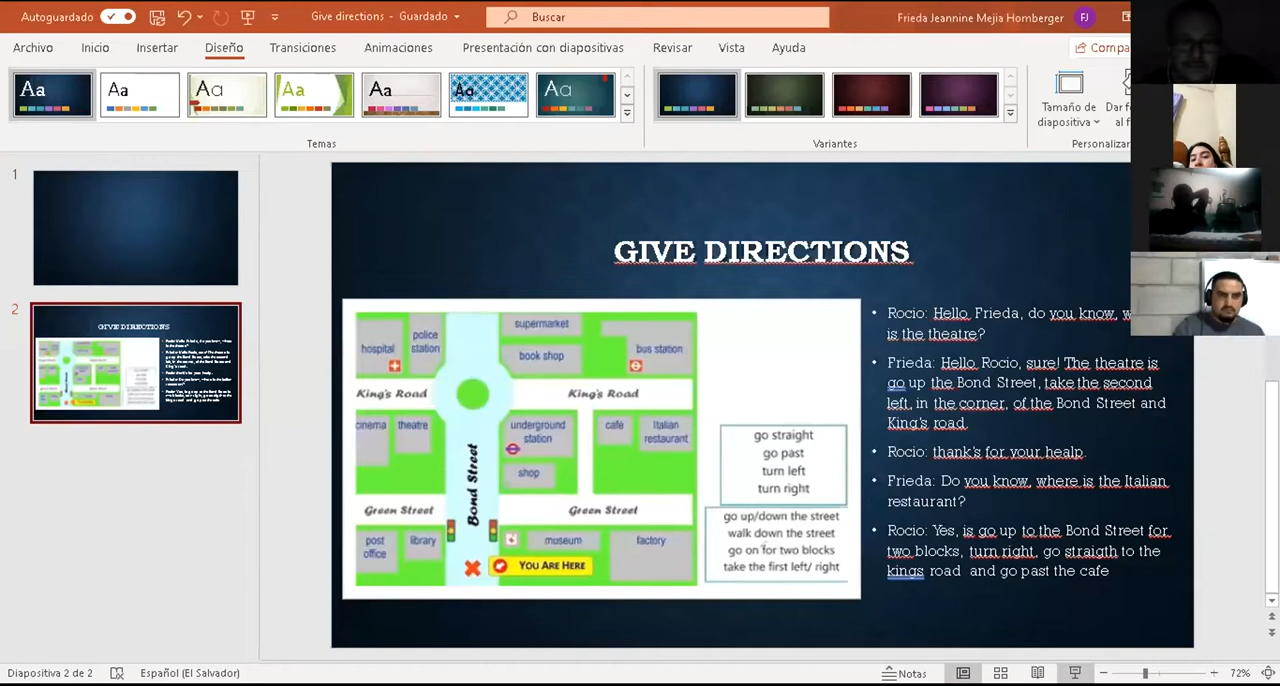 Autoguardado
Give directions - Guardado
Buscar
Frieda Jeannine Mejia Homberger
FJ
Archivo Inicio Insertar Diseño Transiciones Animaciones Presentación con diapositivas Revisar Vista Ayuda
Aa Aa Aa Aa Aa Aa Aa
Tamaño de
diapositiva
Temas
Variantes
Personalizar
1
2
GIVE DIRECTIONS
hospital
police
station
supermarket
book shop
bus station
King's Road
King's Road
cinema
theatre
underground
station
café
Italian
restaurant
shop
Bond Street
Green Street
Green Street
post
office
library
museum
factory
YOU ARE HERE
go straight
go past
turn left
turn right
go up/down the street
walk down the street
go on for two blocks
take the first left/ right
Rocio: Hello, Frieda, do you know,
is the theatre?
Frieda: Hello, Rocio, sure! The theatre is
go up the Bond Street, take the second
left, in the corner, of the Bond Street and
King's road.
Rocio: thank's for your healp.
Frieda: Do you know, where is the Italian
restaurant?
Rocio: Yes, is go up to the Bond Street for
two blocks, turn right, go straigth to the
kings road and go past the cafe
Diapositiva 2 de 2
Español (El Salvador)
Notas
72%